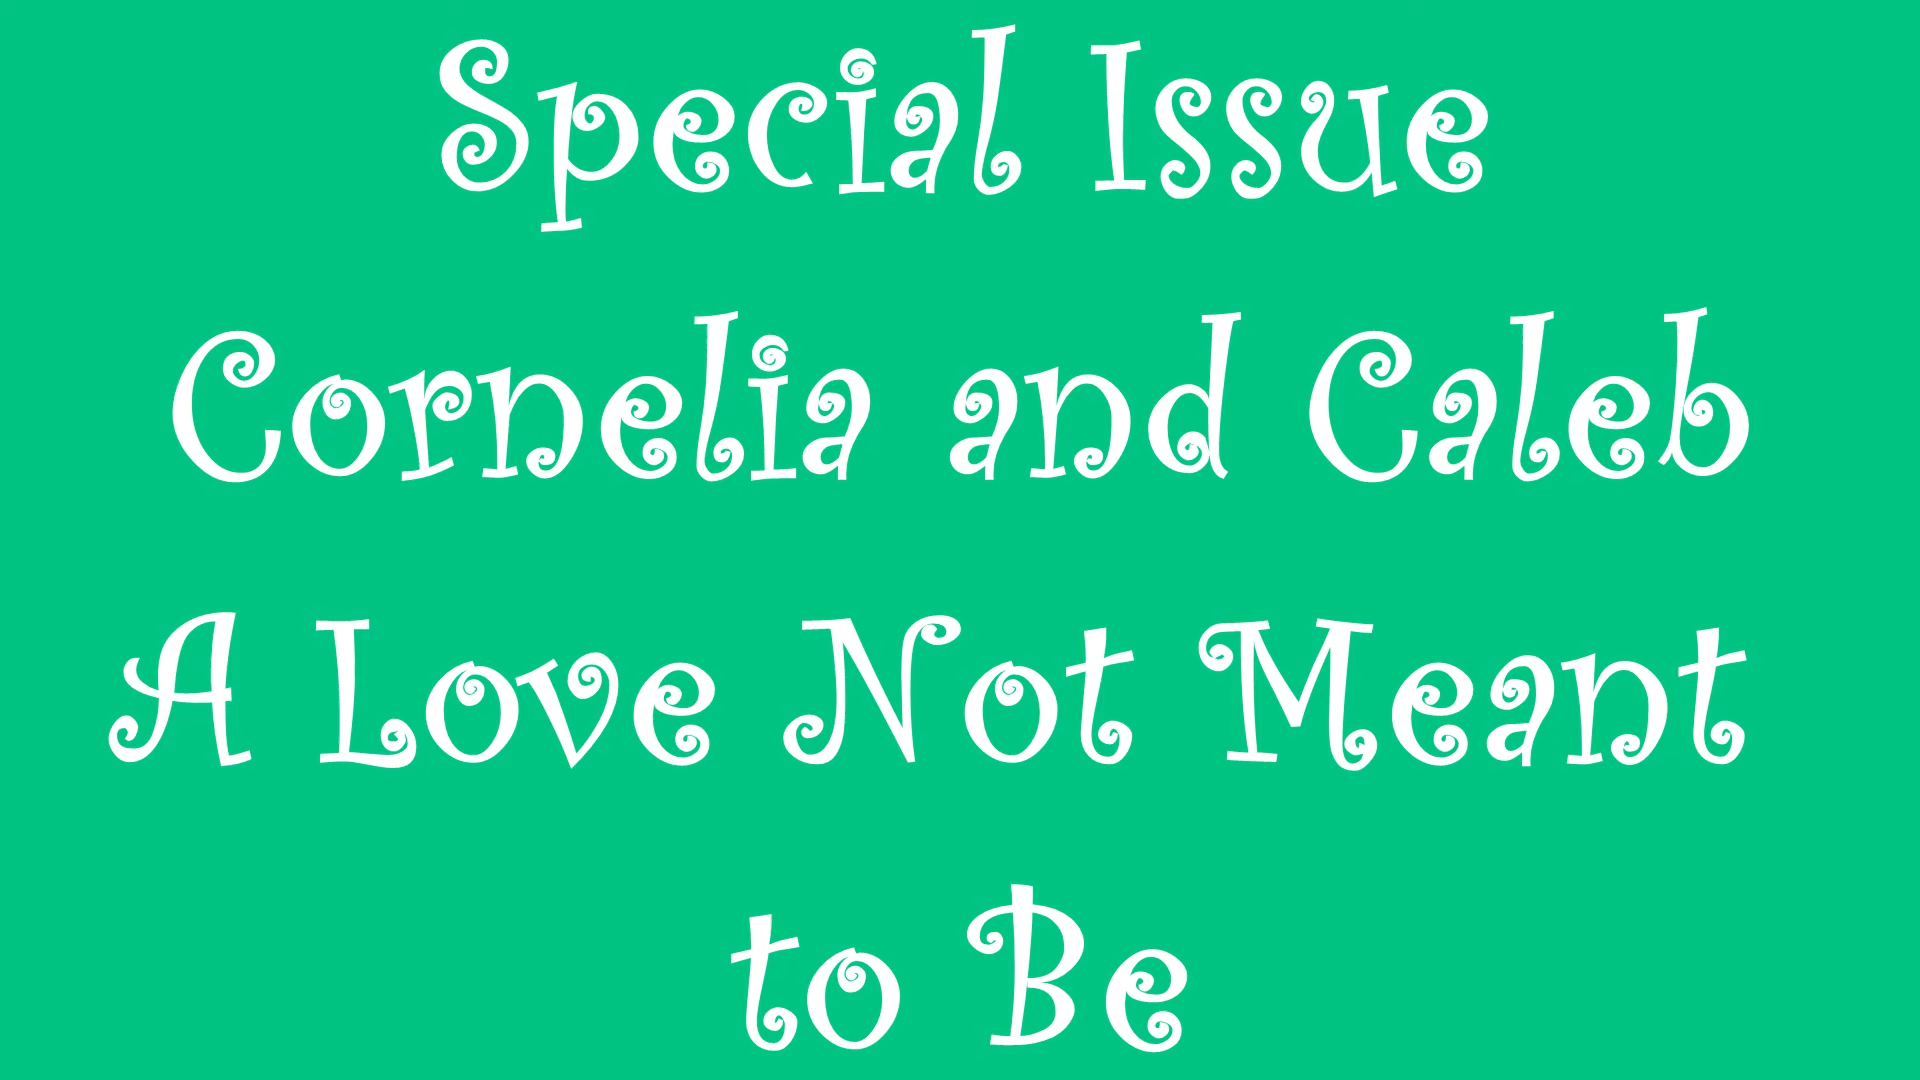 Special Issue
Cornelia and Caleb
A Love Not Meant
to Be